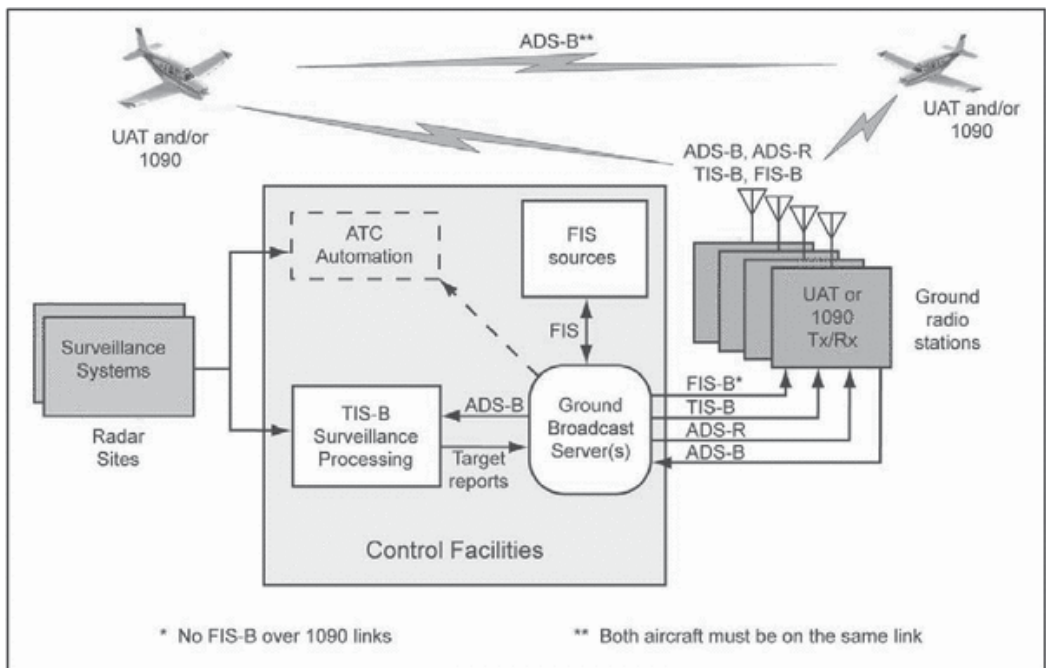 ADS-B**
UAT and/or
1090
UAT and/or
1090
ADS-B, ADS-R
TIS-B, FIS-B
ATC
Automation
FIS
sources
UAT or
1090
Tx/Rx
Ground
radio
stations
Surveillance
Systems
Radar
Sites
FIS
TIS-B
Surveillance
Processing
ADS-B
Target
reports
Ground
Broadcast
Server(s)
FIS-B*
TIS-B
ADS-R
ADS-B
Control Facilities
* No FIS-B over 1090 links
** Both aircraft must be on the same link